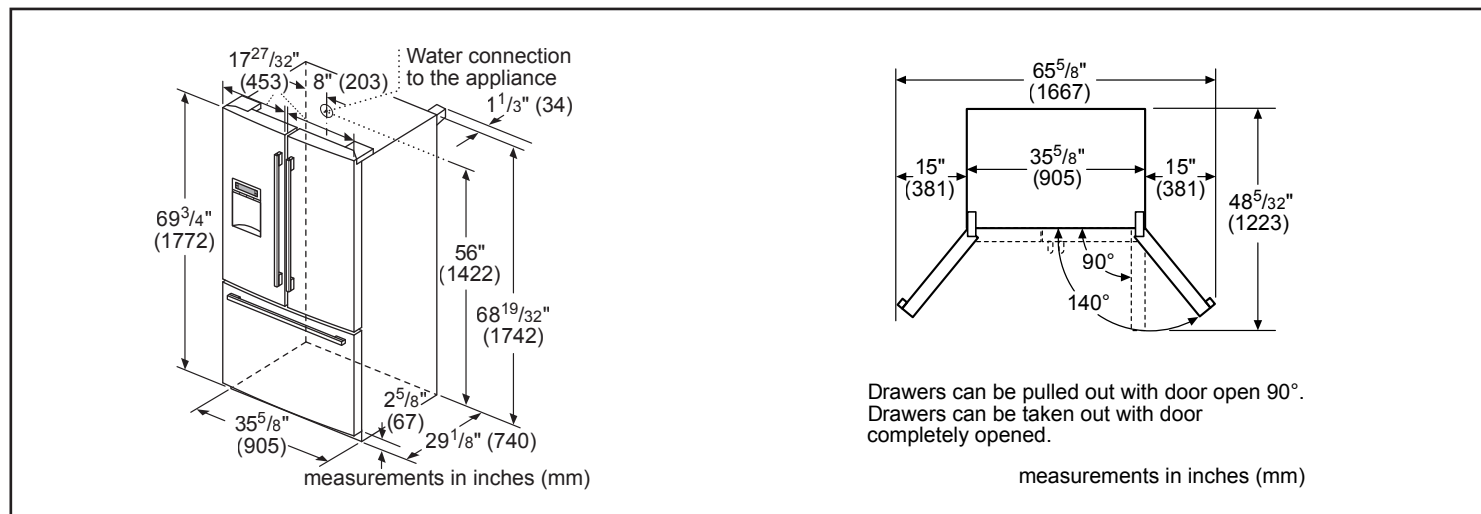 17 27/32"
(453)
8" (203)
Water connection
to the appliance
1 1/3" (34)
69 3/4"
(1772)
56"
(1422)
68 19/32"
(1742)
2 5/8"
(67)
35 5/8"
(905)
29 1/8" (740)
measurements in inches (mm)
65 5/8"
(1667)
15"
(381)
35 5/8"
(905)
15"
(381)
48 5/32"
(1223)
90°
140°
Drawers can be pulled out with door open 90°.
Drawers can be taken out with door
completely opened.
measurements in inches (mm)